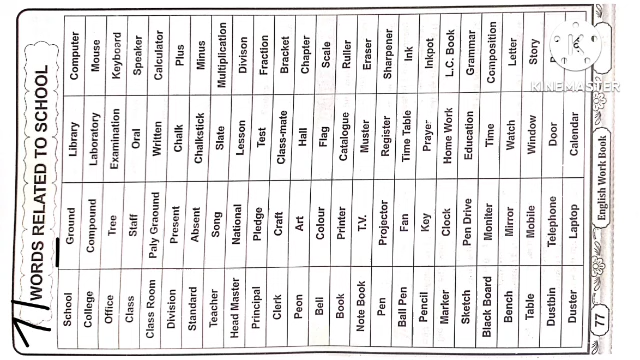 WORDS RELATED TO SCHOOL
School Ground Library Computer
College Compound Laboratory Mouse
Office Tree Examination Keyboard
Class Staff Oral Speaker
Class Room Paly Graound Written Calculator
Division Present Chalk Plus
Standard Absent Chalkstick Minus
Teacher Song Slate Multiplication
Head Master National Lesson Divison
Principal Pledge Test Fraction
Clerk Craft Class-mate Bracket
Peon Art Hall Chapter
Bell Colour Flag Scale
Book Printer Catalogue Ruller
Note Book T.V. Muster Eraser
Pen Projector Register Sharpener
Ball Pen Fan Time Table Ink
Pencil Key Prayer Inkpot
Marker Clock Home Work L.C. Book
Sketch Pen Drive Education Grammar
Black Board Moniter Time Composition
Bench Mirror Watch Letter
Table Mobile Window Story
Dustbin Telephone Door
Duster Laptop Calendar
77 English Work Book
KINEMASTER